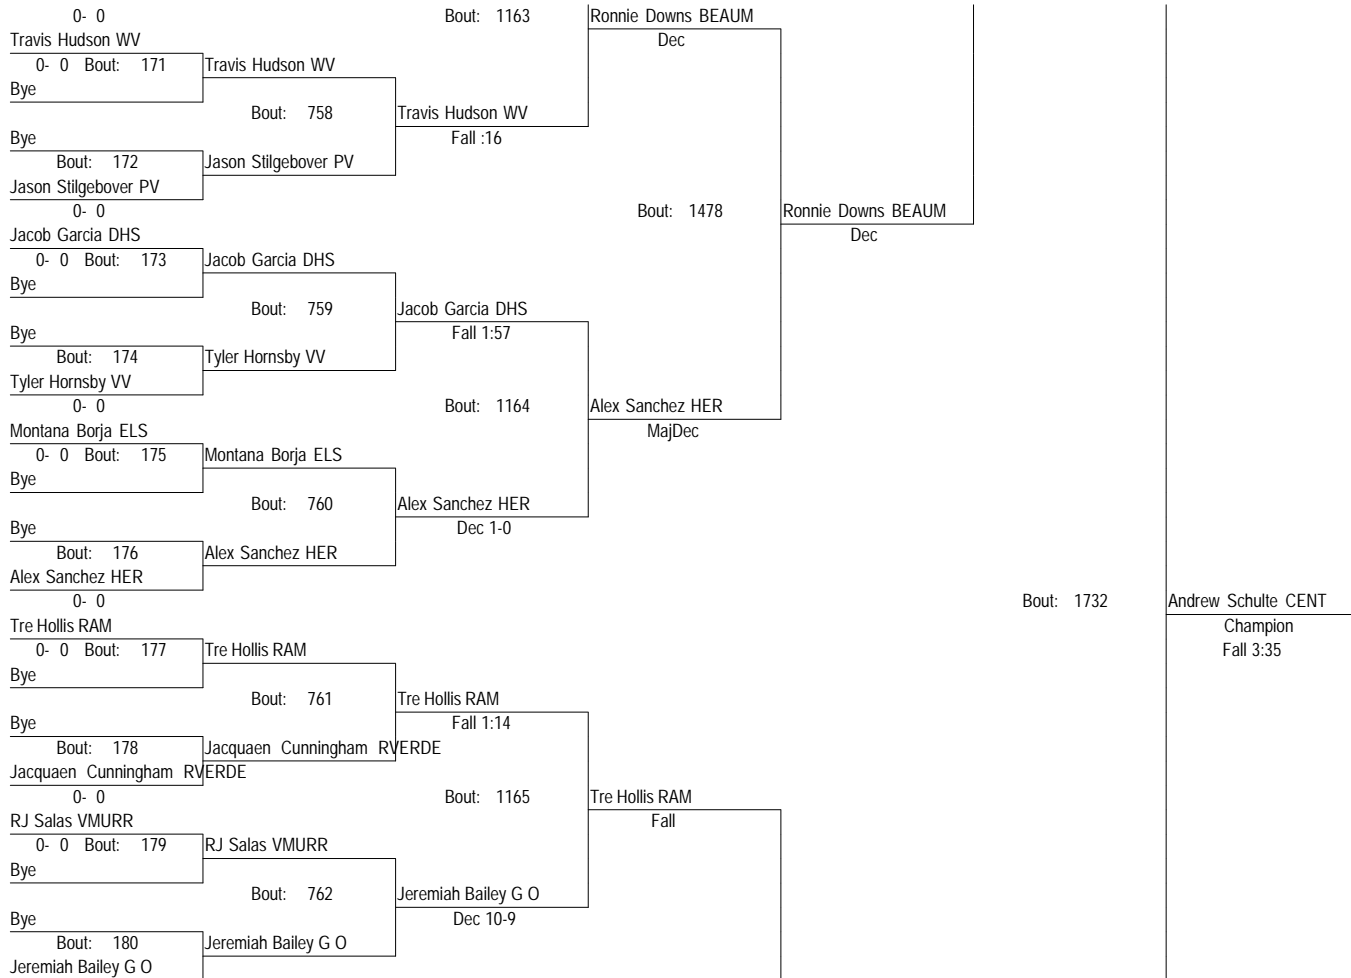 0- 0 Bout: 1163 Ronnie Downs BEAUM
Travis Hudson WV Dec
0- 0 Bout: 171 Travis Hudson WV
Bye
Bout: 758 Travis Hudson WV
Bye Fall :16
Bout: 172 Jason Stilgebover PV
Jason Stilgebover PV
0- 0 Bout: 1478 Ronnie Downs BEAUM
Jacob Garcia DHS Dec
0- 0 Bout: 173 Jacob Garcia DHS
Bye
Bout: 759 Jacob Garcia DHS
Bye Fall 1:57
Bout: 174 Tyler Hornsby VV
Tyler Hornsby VV
0- 0 Bout: 1164 Alex Sanchez HER
Montana Borja ELS MajDec
0- 0 Bout: 175 Montana Borja ELS
Bye
Bout: 760 Alex Sanchez HER
Bye Dec 1-0
Bout: 176 Alex Sanchez HER
Alex Sanchez HER
0- 0 Bout: 1732 Andrew Schulte CENT
Tre Hollis RAM Champion
0- 0 Bout: 177 Tre Hollis RAM Fall 3:35
Bye
Bout: 761 Tre Hollis RAM
Bye Fall 1:14
Bout: 178 Jacquaen Cunningham RVERDE
Jacquaen Cunningham RVERDE
0- 0 Bout: 1165 Tre Hollis RAM
RJ Salas VMURR Fall
0- 0 Bout: 179 RJ Salas VMURR
Bye
Bout: 762 Jeremiah Bailey G O
Bye Dec 10-9
Bout: 180 Jeremiah Bailey G O
Jeremiah Bailey G O